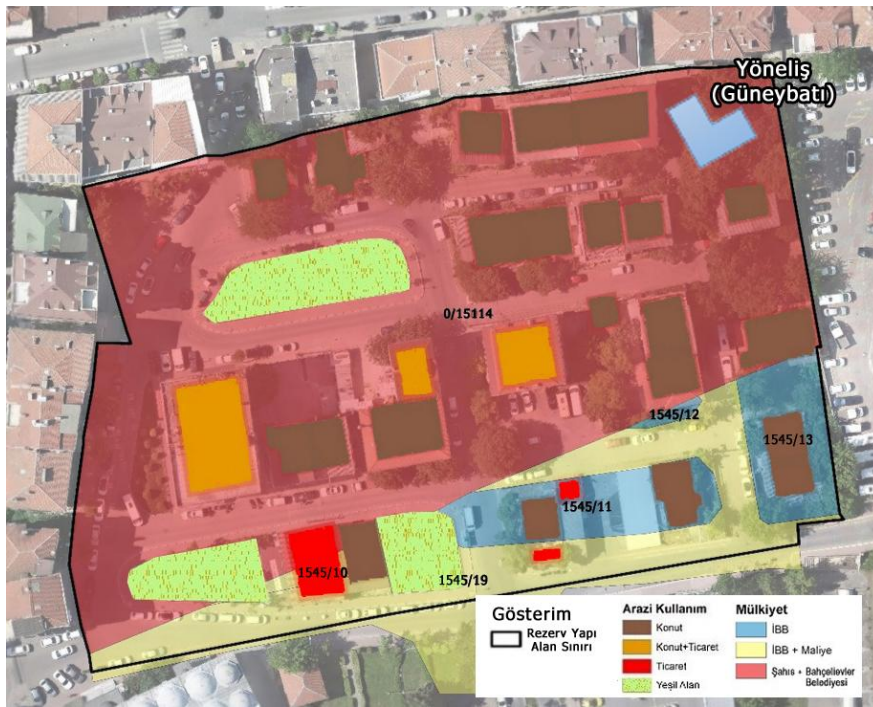 Yöneliş
(Güneybatı)
0/15114
1545/12
1545/13
1545/11
1545/10
1545/19
Gösterim
Rezerv Yapı
Alan Sınırı
Arazi Kullanım
Konut
Konut+Ticaret
Ticaret
Yeşil Alan
Mülkiyet
İBB
İBB + Maliye
Şahıs + Bahçelievler
Belediyesi